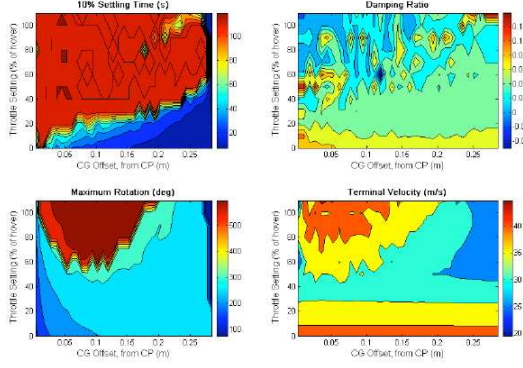 10% Settling Time (s)
Throttle Setting (% of hover)
100
80
60
40
20
0
0.05 0.1 0.15 0.2 0.25
CG Offset, from CP (m)
100
80
60
40
20
Damping Ratio
Throttle Setting (% of hover)
100
80
60
40
20
0
0.05 0.1 0.15 0.2 0.25
CG Offset, from CP (m)
Maximum Rotation (deg)
Throttle Setting (% of hover)
100
80
60
40
20
0
0.05 0.1 0.15 0.2 0.25
CG Offset, from CP (m)
500
400
300
200
100
Terminal Velocity (m/s)
Throttle Setting (% of hover)
100
80
60
40
20
0
0.05 0.1 0.15 0.2 0.25
CG Offset, from CP (m)
40
35
30
25
20